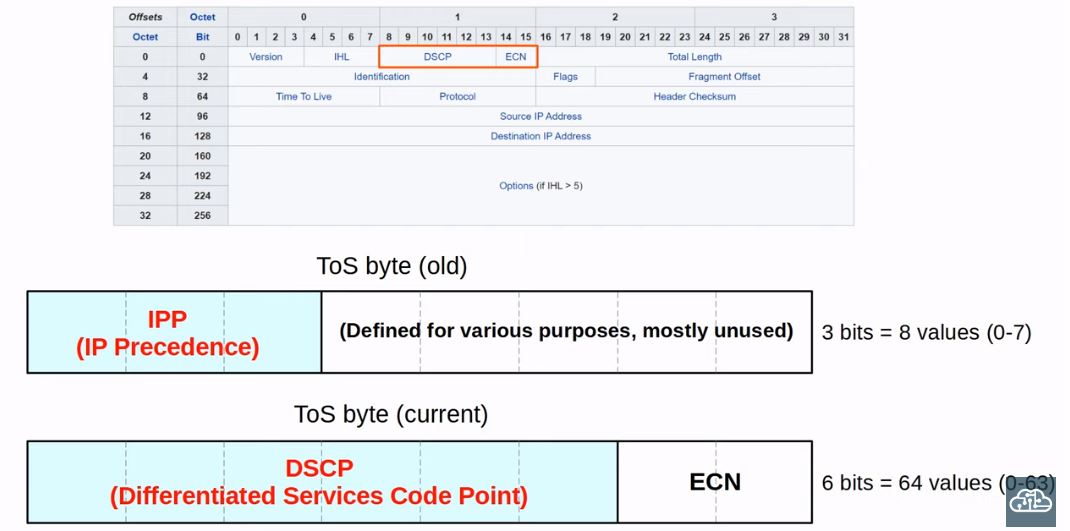 Offsets Octet 0 1 2 3
Octet Bit 0 1 2 3 4 5 6 7 8 9 10 11 12 13 14 15 16 17 18 19 20 21 22 23 24 25 26 27 28 29 30 31
0 0 Version IHL DSCP ECN Total Length
4 32 Identification Flags Fragment Offset
8 64 Time To Live Protocol Header Checksum
12 96 Source IP Address
16 128 Destination IP Address
20 160
24 192
Options (if IHL > 5)
28 224
32 256
ToS byte (old)
IPP
(IP Precedence)
(Defined for various purposes, mostly unused)
3 bits = 8 values (0-7)
ToS byte (current)
DSCP
(Differentiated Services Code Point)
ECN
6 bits = 64 values (0-63)